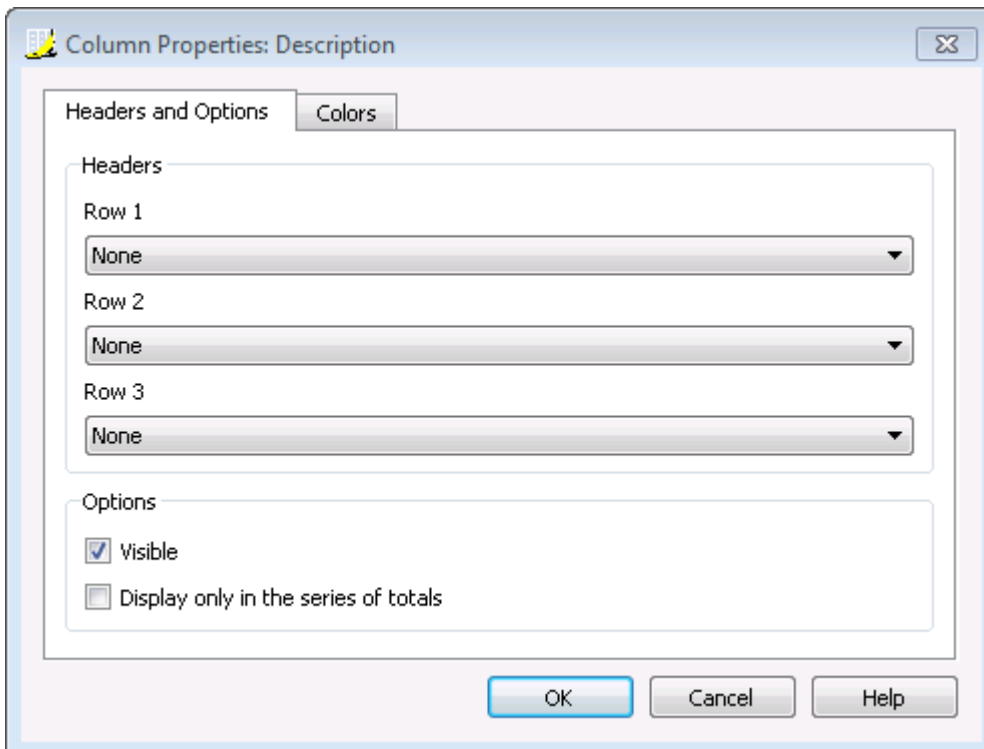 Column Properties: Description
Headers and Options
Colors
Headers
Row 1
None
Row 2
None
Row 3
None
Options
Visible
Display only in the series of totals
OK
Cancel
Help